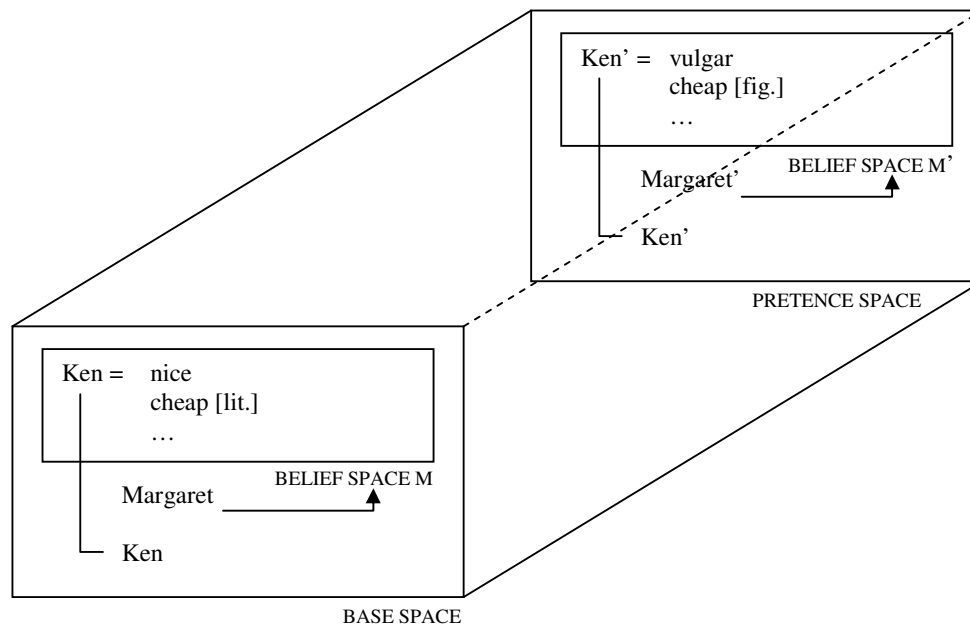 Ken’ = vulgar
cheap [fig.]
…
BELIEF SPACE M’
Margaret’
Ken’
PRETENCE SPACE
Ken = nice
cheap [lit.]
…
BELIEF SPACE M
Margaret
Ken
BASE SPACE